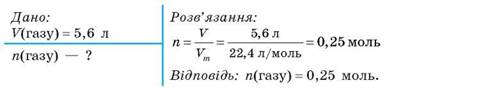 Дано:
V(газу) = 5,6 л
n(газу) — ?
Розв’язання:
n = V/Vm = 5,6 л/22,4 л/моль = 0,25 моль
Відповідь: n(газу) = 0,25 моль.